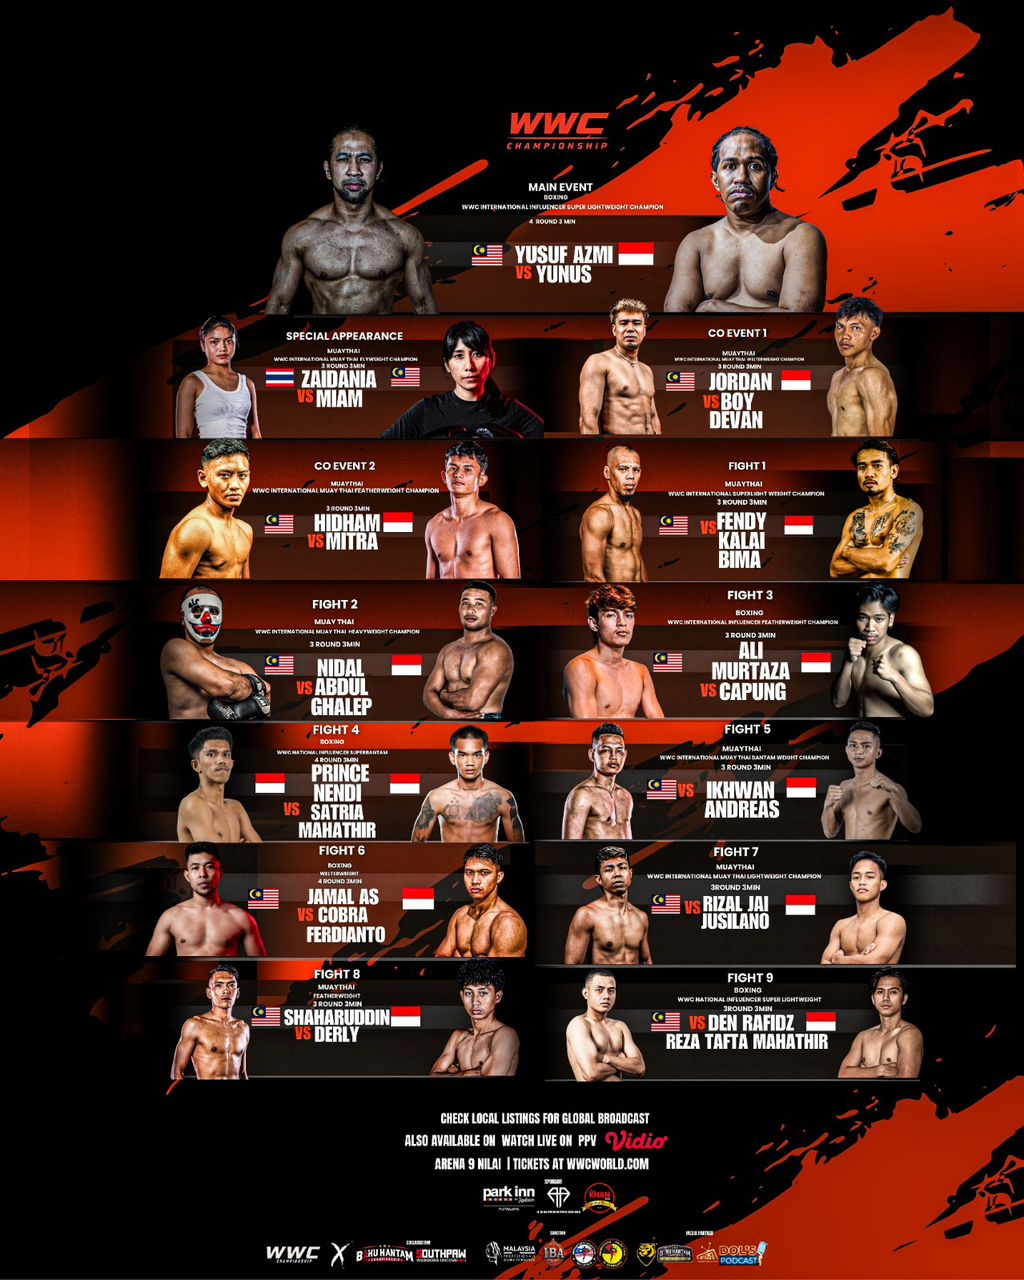 WWC
CHAMPIONSHIP
MAIN EVENT
BOXING
WWC INTERNATIONAL INFLUENCER SUPER LIGHTWEIGHT CHAMPION
4 ROUND 3 MIN
YUSUF AZMI
VS YUNUS
SPECIAL APPEARANCE
MUAYTHAI
WWC INTERNATIONAL MUAY THAI FLYWEIGHT CHAMPION
3 ROUND 3MIN
ZAIDANIA
VS MIAM
CO EVENT 1
MUAYTHAI
WWC INTERNATIONAL MUAY THAI WELTERWEIGHT CHAMPION
3 ROUND 3MIN
JORDAN
VS BOY
DEVAN
CO EVENT 2
MUAYTHAI
WWC INTERNATIONAL MUAY THAI FEATHERWEIGHT CHAMPION
3 ROUND 3MIN
HIDHAM
VS MITRA
FIGHT 1
MUAYTHAI
WWC INTERNATIONAL SUPERLIGHT WEIGHT CHAMPION
3 ROUND 3MIN
VS FENDY
KALAI
BIMA
FIGHT 2
MUAY THAI
WWC INTERNATIONAL MUAY THAI HEAVYWEIGHT CHAMPION
3 ROUND 3MIN
NIDAL
VS ABDUL
GHALEP
FIGHT 3
BOXING
WWC INTERNATIONAL INFLUENCER FEATHERWEIGHT CHAMPION
3 ROUND 3MIN
ALI
MURTAZA
VS CAPUNG
FIGHT 4
BOXING
WWC NATIONAL INFLUENCER SUPERBANTAM
4 ROUND 3MIN
PRINCE
NENDI
VS SATRIA
MAHATHIR
FIGHT 5
MUAYTHAI
WWC INTERNATIONAL MUAY THAI BANTAM WEIGHT CHAMPION
3 ROUND 3MIN
VS IKHWAN
ANDREAS
FIGHT 6
BOXING
WELTERWEIGHT
4 ROUND 3MIN
JAMAL AS
VS COBRA
FERDIANTO
FIGHT 7
MUAYTHAI
WWC INTERNATIONAL MUAY THAI LIGHTWEIGHT CHAMPION
3ROUND 3MIN
VS RIZAL JAI
JUSILANO
FIGHT 8
MUAYTHAI
FEATHERWEIGHT
3 ROUND 3MIN
SHAHARUDDIN
VS DERLY
FIGHT 9
BOXING
WWC NATIONAL INFLUENCER SUPER LIGHTWEIGHT
3ROUND 3MIN
VS DEN RAFIDZ
REZA TAFTA MAHATHIR
CHECK LOCAL LISTINGS FOR GLOBAL BROADCAST
ALSO AVAILABLE ON WATCH LIVE ON PPV Vidio
ARENA 9 NILAI | TICKETS AT WWCWORLD.COM
SPONSOR
park inn
KHAN
MEDIA PARTNER
WWC
CHAMPIONSHIP
X
HANTAM
SOUTHPAW
MALAYSIA
IBA
HANTAM
DOL'S
PODCAST